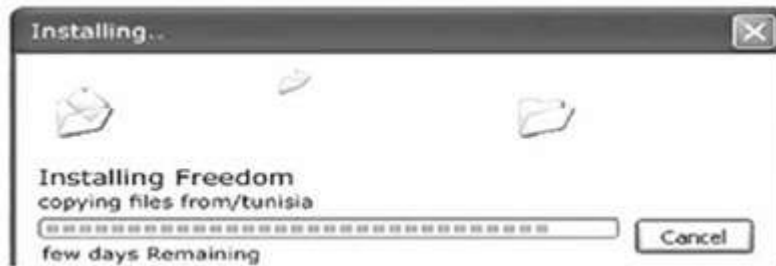 Installing..
Installing Freedom
copying files from/tunisia
Cancel
few days Remaining